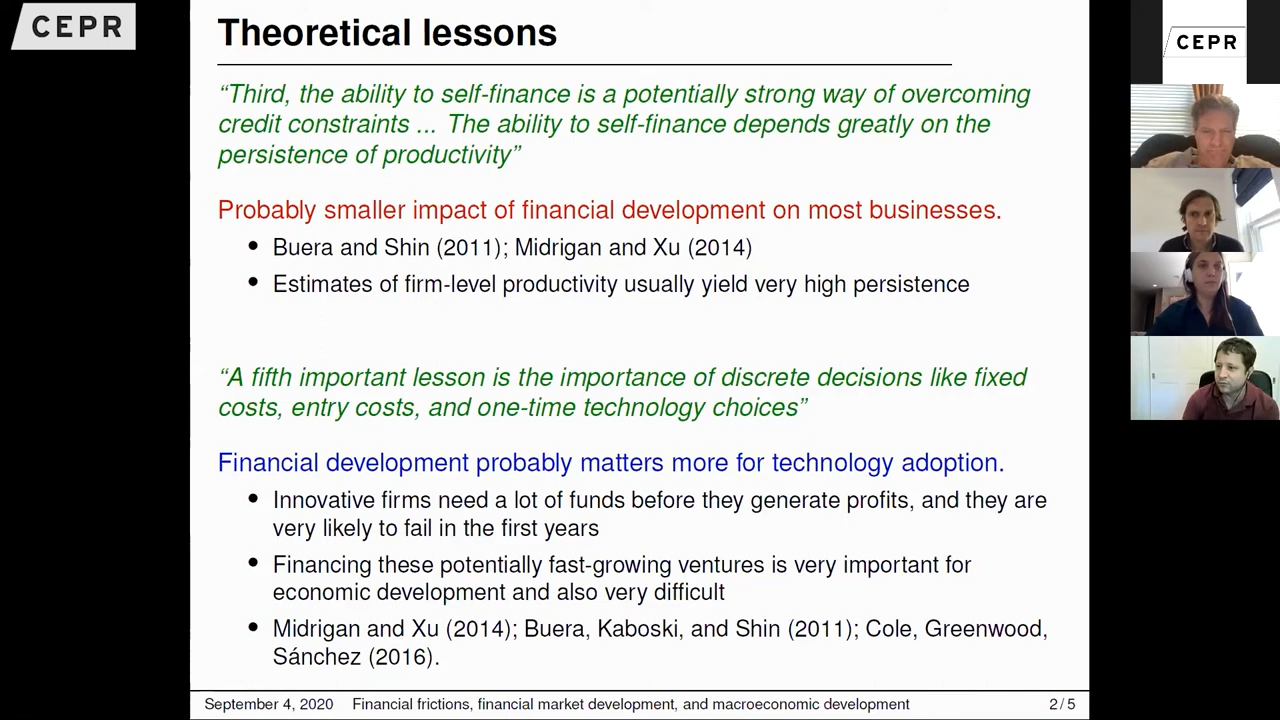 CEPR
Theoretical lessons
“Third, the ability to self-finance is a potentially strong way of overcoming
credit constraints ... The ability to self-finance depends greatly on the
persistence of productivity”
Probably smaller impact of financial development on most businesses.
• Buera and Shin (2011); Midrigan and Xu (2014)
• Estimates of firm-level productivity usually yield very high persistence
“A fifth important lesson is the importance of discrete decisions like fixed
costs, entry costs, and one-time technology choices”
Financial development probably matters more for technology adoption.
• Innovative firms need a lot of funds before they generate profits, and they are
very likely to fail in the first years
• Financing these potentially fast-growing ventures is very important for
economic development and also very difficult
• Midrigan and Xu (2014); Buera, Kaboski, and Shin (2011); Cole, Greenwood,
Sánchez (2016).
September 4, 2020 Financial frictions, financial market development, and macroeconomic development 2 / 5
CEPR